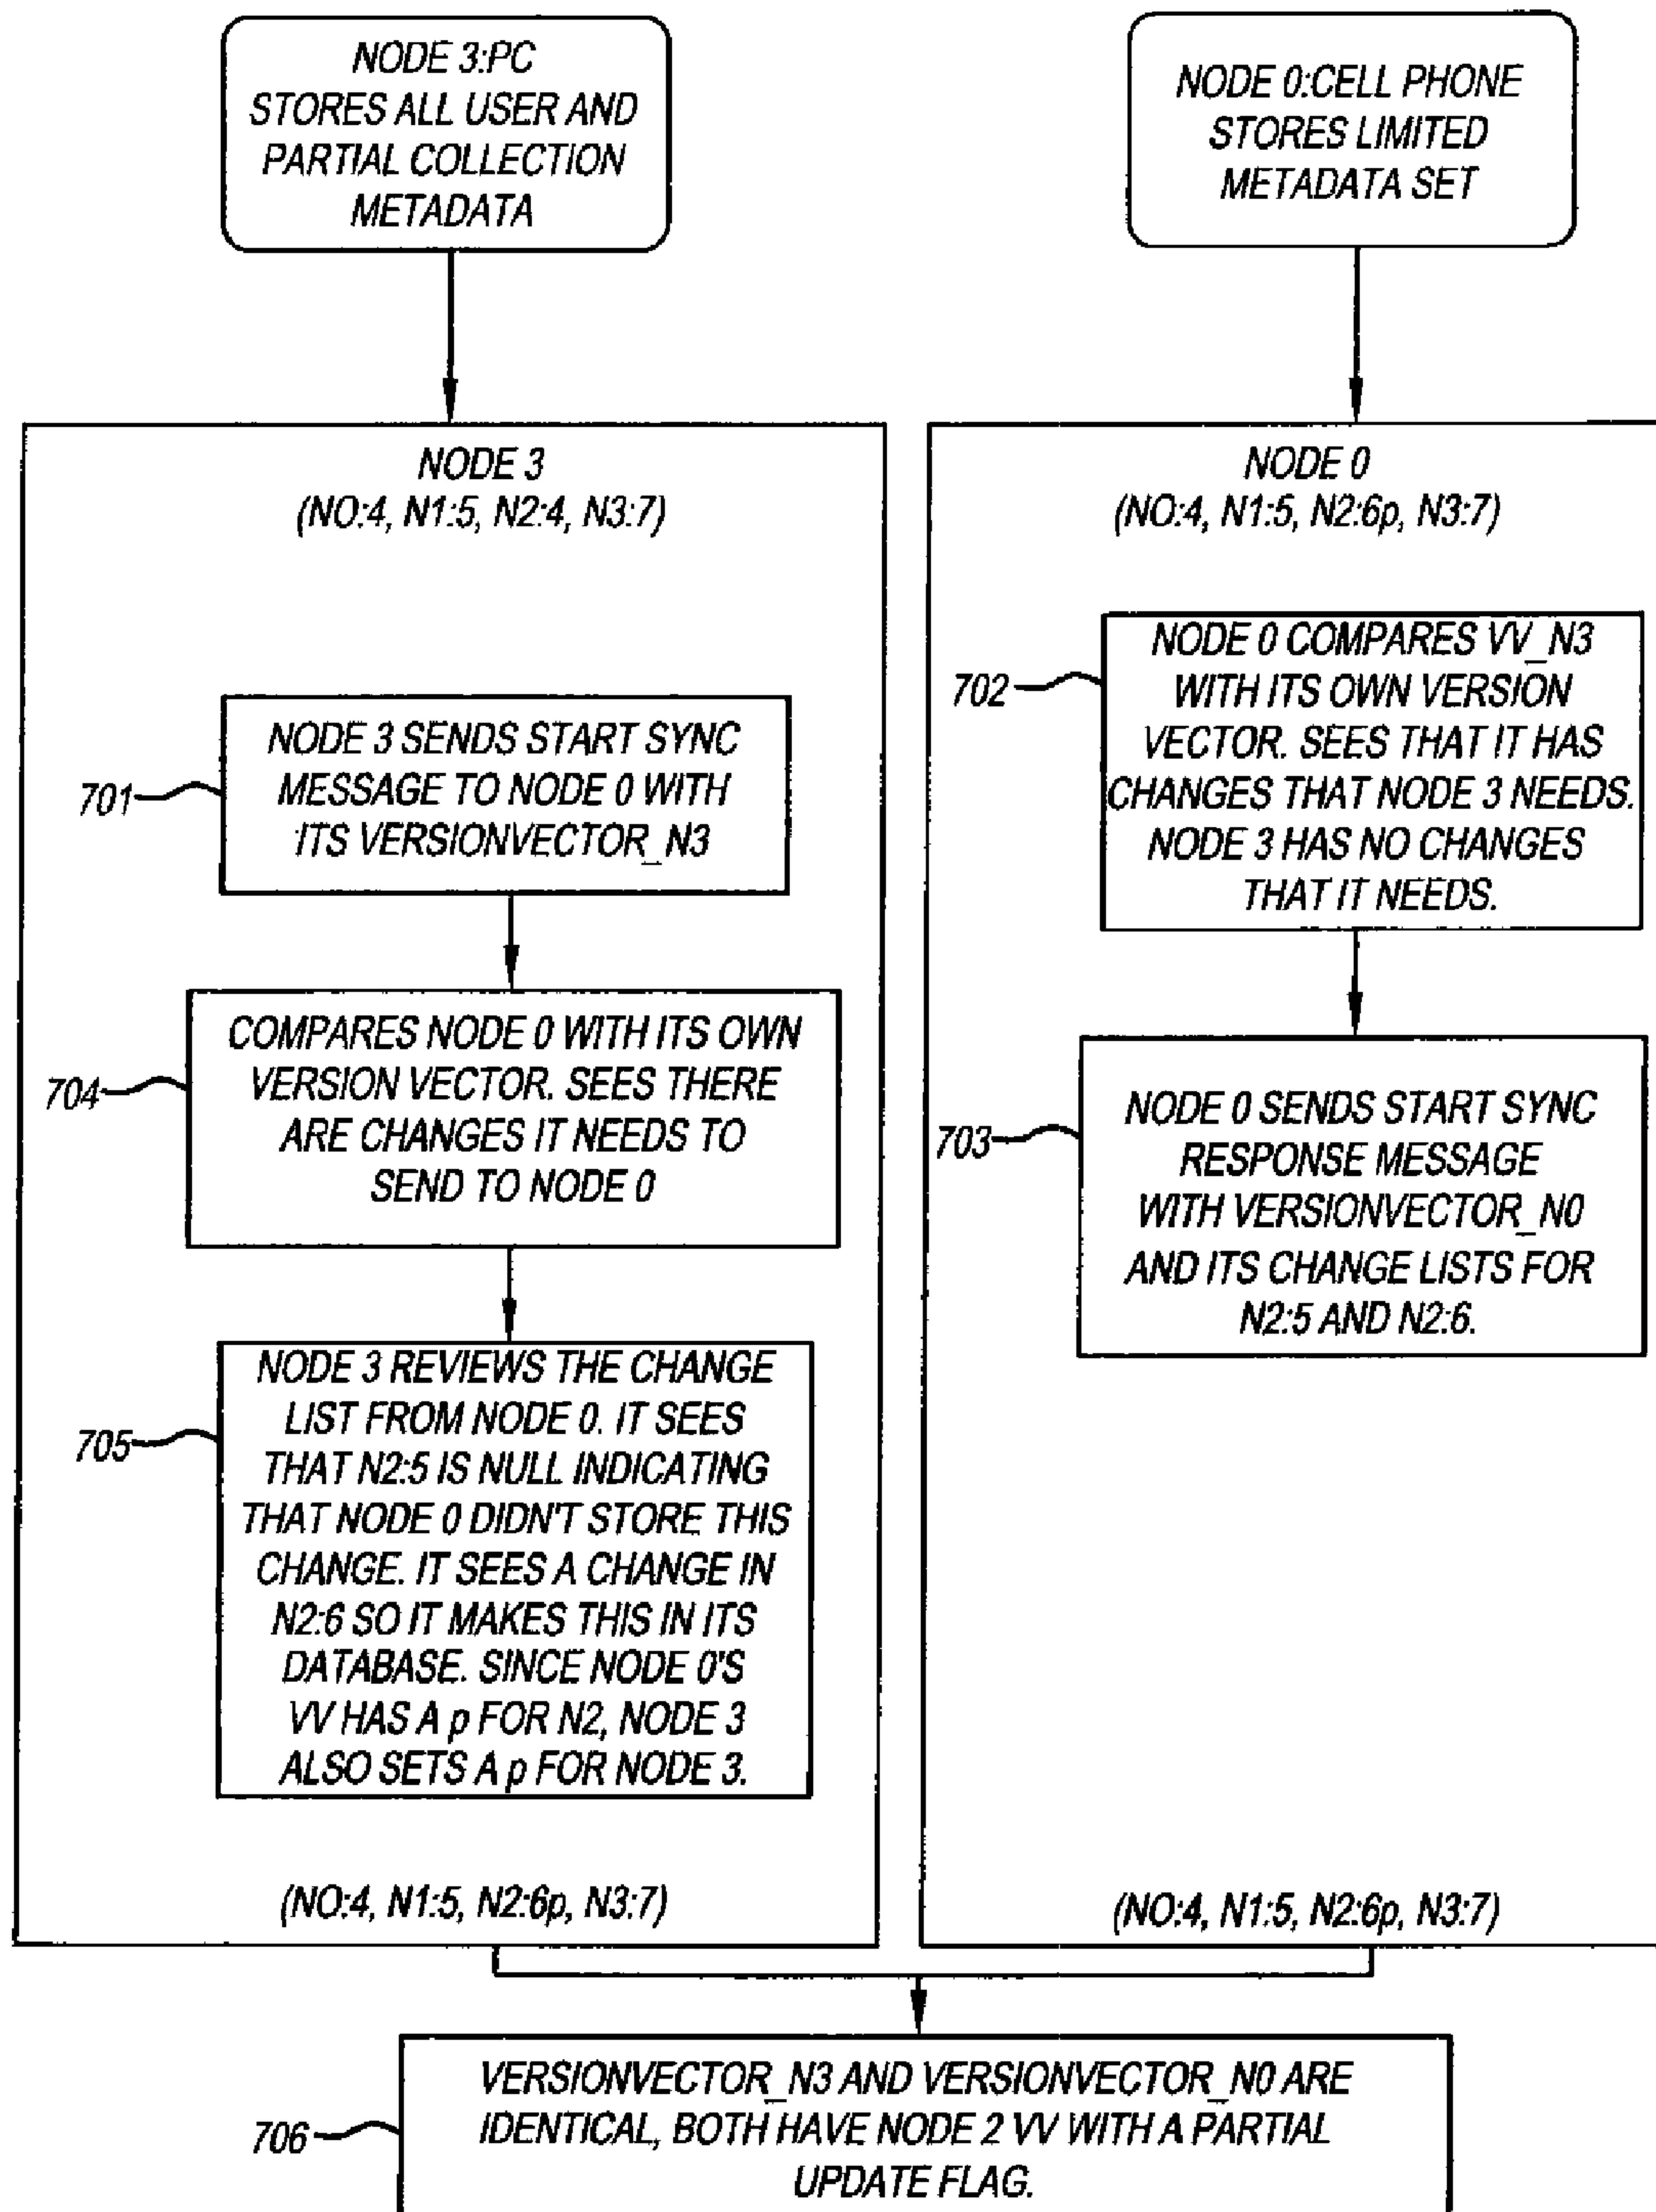 NODE 3:PC
STORES ALL USER AND
PARTIAL COLLECTION
METADATA
NODE 0:CELL PHONE
STORES LIMITED
METADATA SET
NODE 3
(NO:4, N1:5, N2:4, N3:7)
701
NODE 3 SENDS START SYNC
MESSAGE TO NODE 0 WITH
ITS VERSIONVECTOR_N3
704
COMPARES NODE 0 WITH ITS OWN
VERSION VECTOR. SEES THERE
ARE CHANGES IT NEEDS TO
SEND TO NODE 0
705
NODE 3 REVIEWS THE CHANGE
LIST FROM NODE 0. IT SEES
THAT N2:5 IS NULL INDICATING
THAT NODE 0 DIDN'T STORE THIS
CHANGE. IT SEES A CHANGE IN
N2:6 SO IT MAKES THIS IN ITS
DATABASE. SINCE NODE 0'S
VV HAS A p FOR N2, NODE 3
ALSO SETS A p FOR NODE 3.
(NO:4, N1:5, N2:6p, N3:7)
NODE 0
(NO:4, N1:5, N2:6p, N3:7)
702
NODE 0 COMPARES VV_N3
WITH ITS OWN VERSION
VECTOR. SEES THAT IT HAS
CHANGES THAT NODE 3 NEEDS.
NODE 3 HAS NO CHANGES
THAT IT NEEDS.
703
NODE 0 SENDS START SYNC
RESPONSE MESSAGE
WITH VERSIONVECTOR_N0
AND ITS CHANGE LISTS FOR
N2:5 AND N2:6.
(NO:4, N1:5, N2:6p, N3:7)
706
VERSIONVECTOR_N3 AND VERSIONVECTOR_N0 ARE
IDENTICAL, BOTH HAVE NODE 2 VV WITH A PARTIAL
UPDATE FLAG.